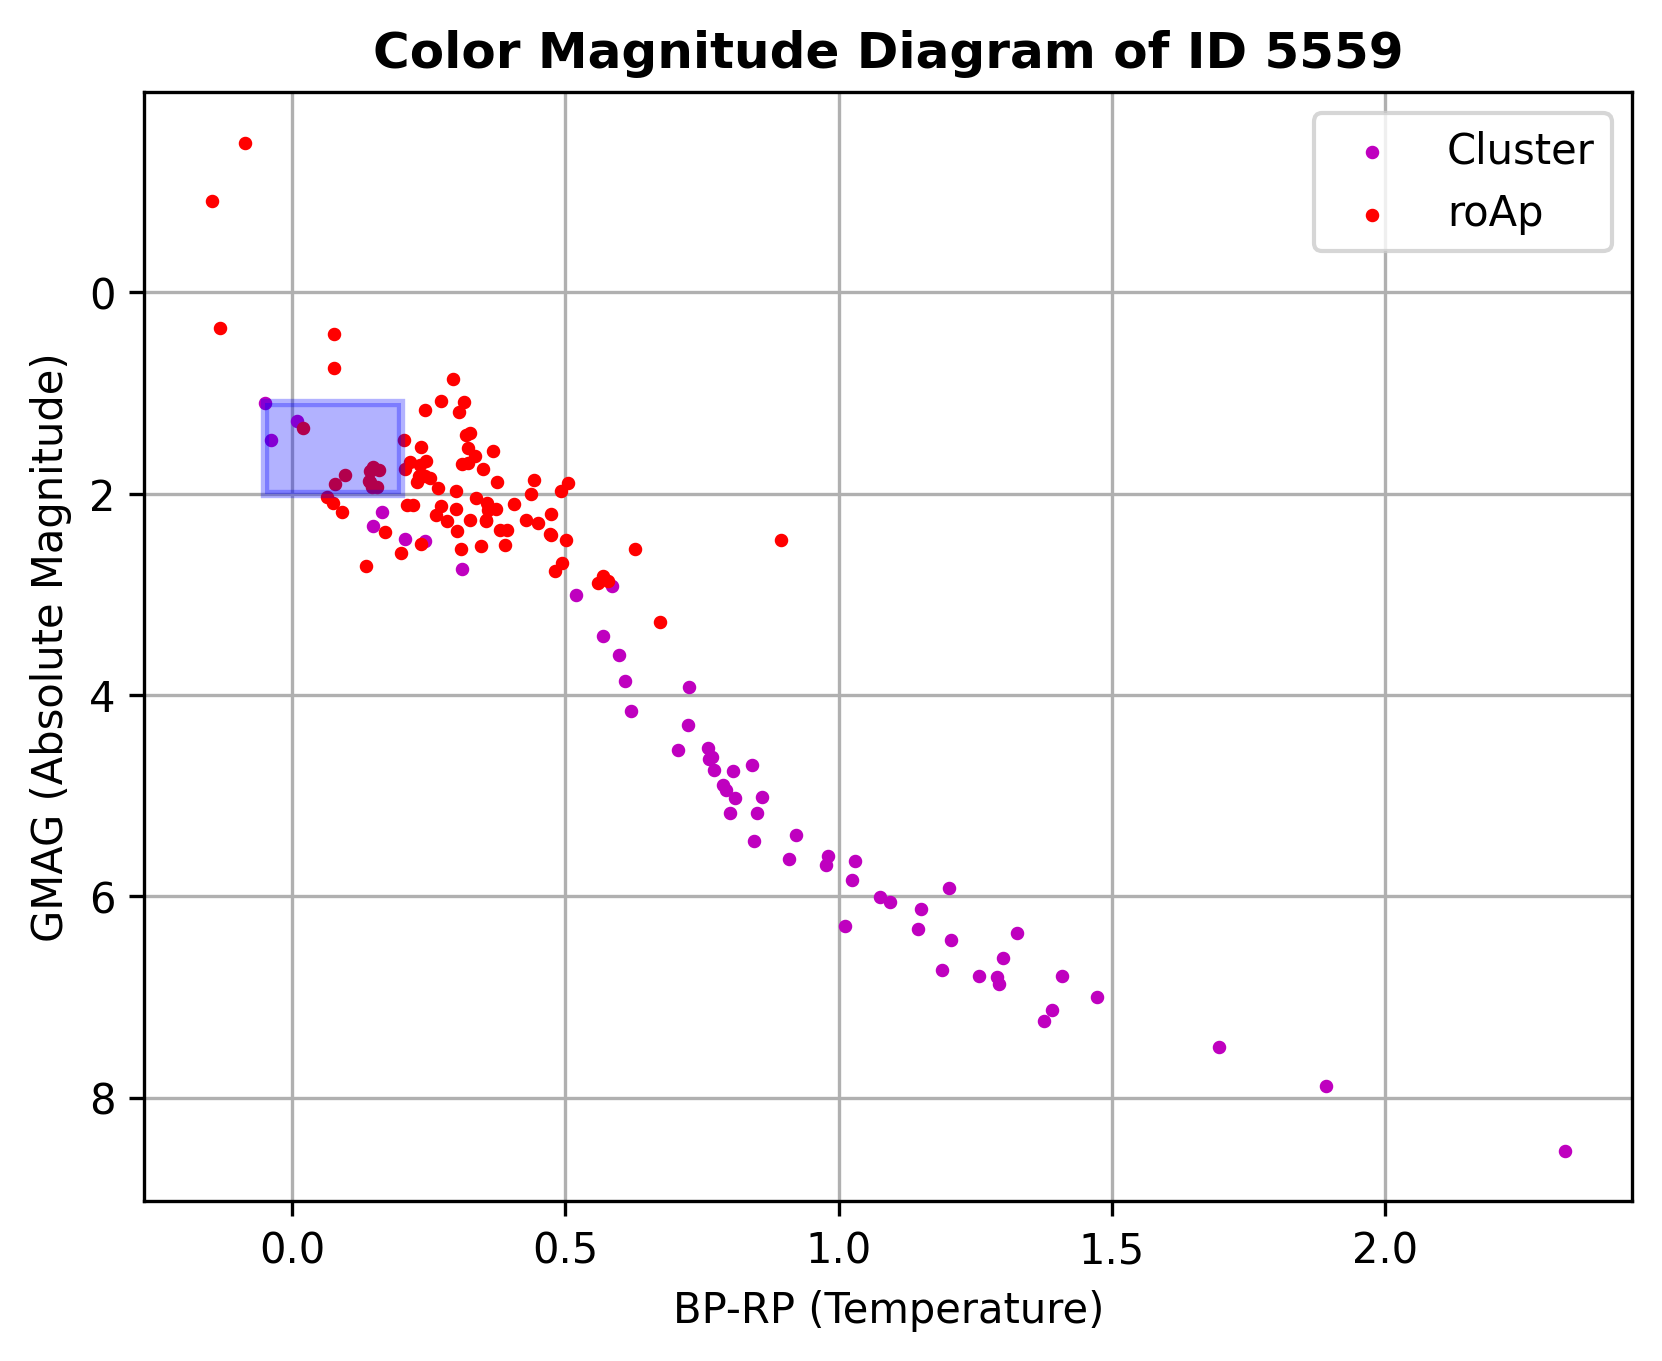 Color Magnitude Diagram of ID 5559
Cluster
roAp
GMAG (Absolute Magnitude)
0
2
4
6
8
0.0 0.5 1.0 1.5 2.0
BP-RP (Temperature)